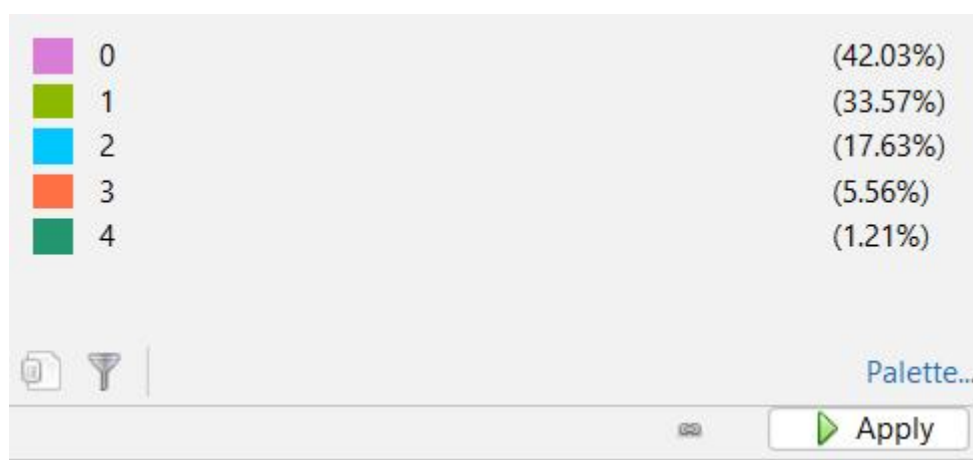 0 (42.03%)
1 (33.57%)
2 (17.63%)
3 (5.56%)
4 (1.21%)
Palette...
Apply